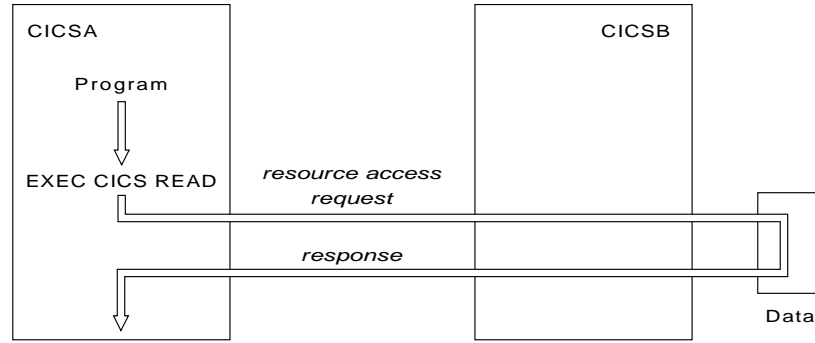 CICSA
CICSB
Program
EXEC CICS READ
resource access
request
response
Data